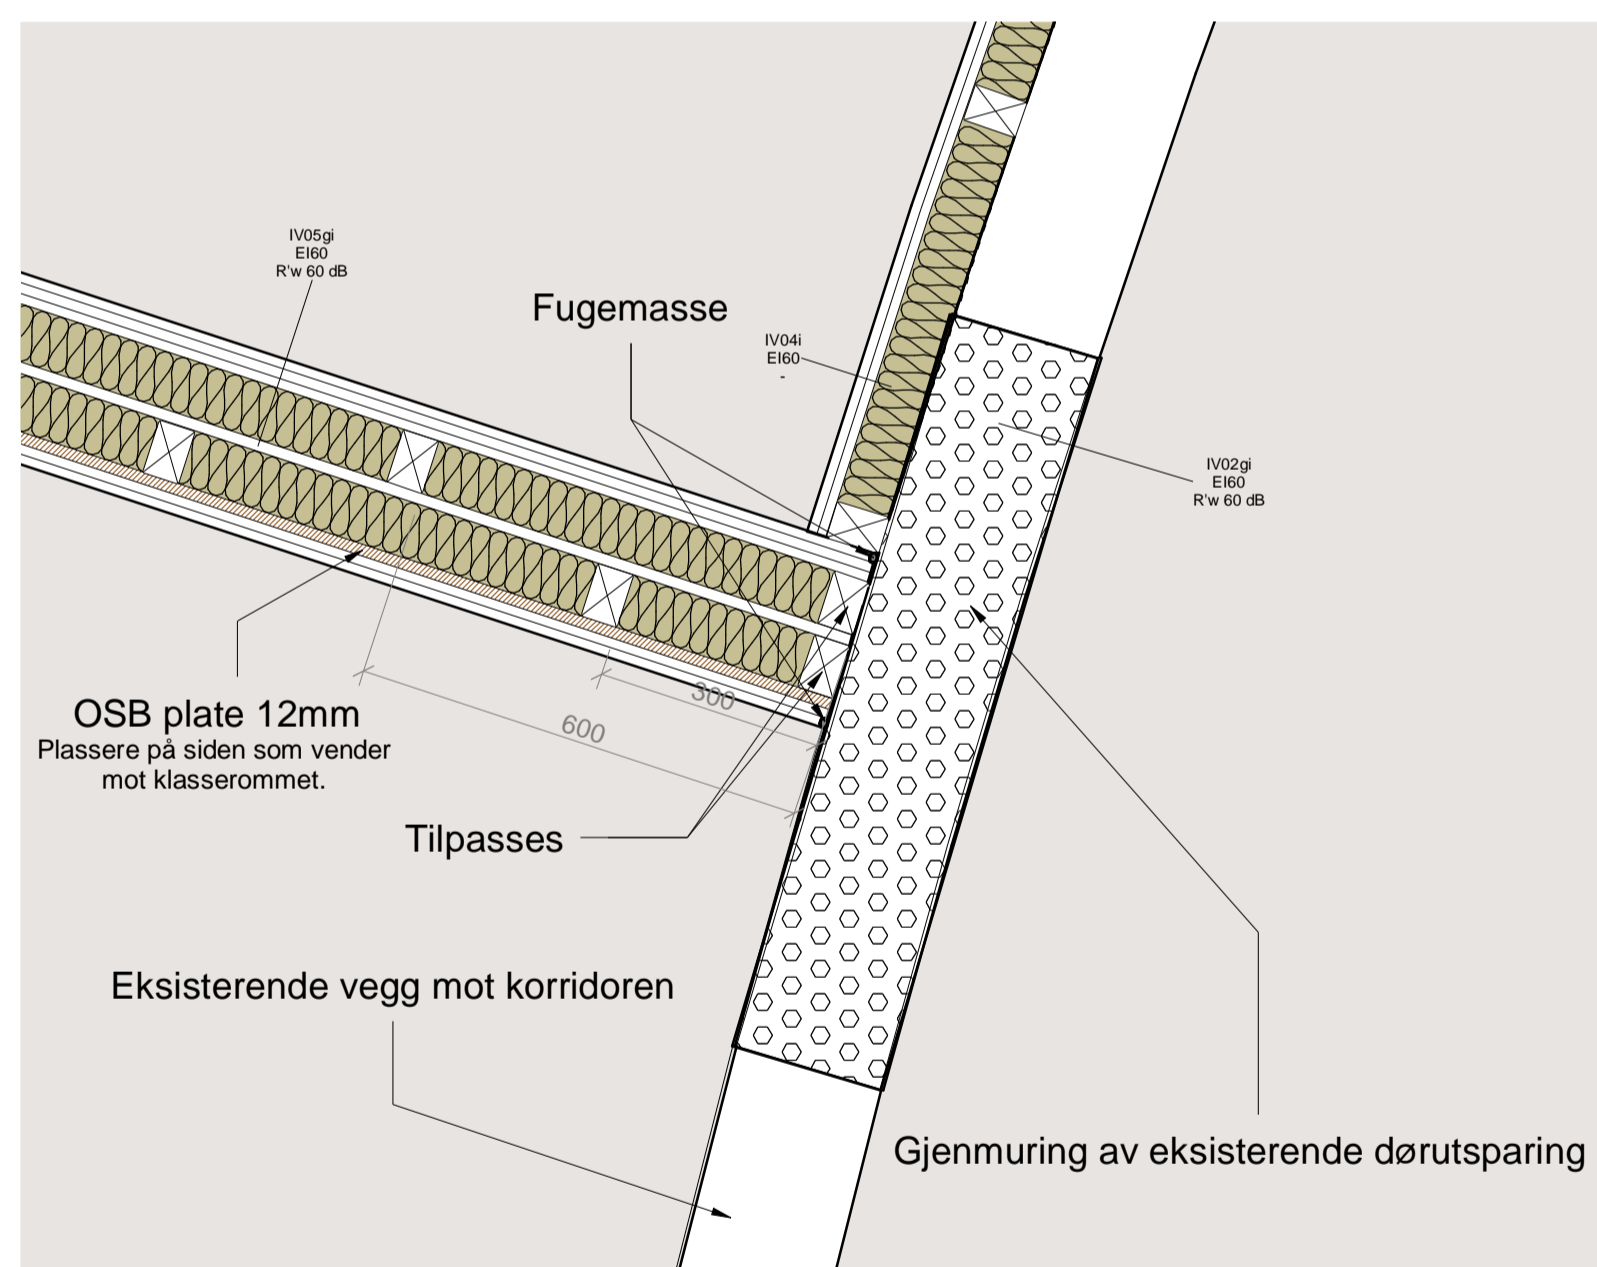 IV05gi
EI60
R'w 60 dB
Fugemasse
IV04i
EI60
-
IV02gi
EI60
R'w 60 dB
300
600
OSB plate 12mm
Plassere på siden som vender
mot klasserommet.
Tilpasses
Eksisterende vegg mot korridoren
Gjenmuring av eksisterende dørutsparing